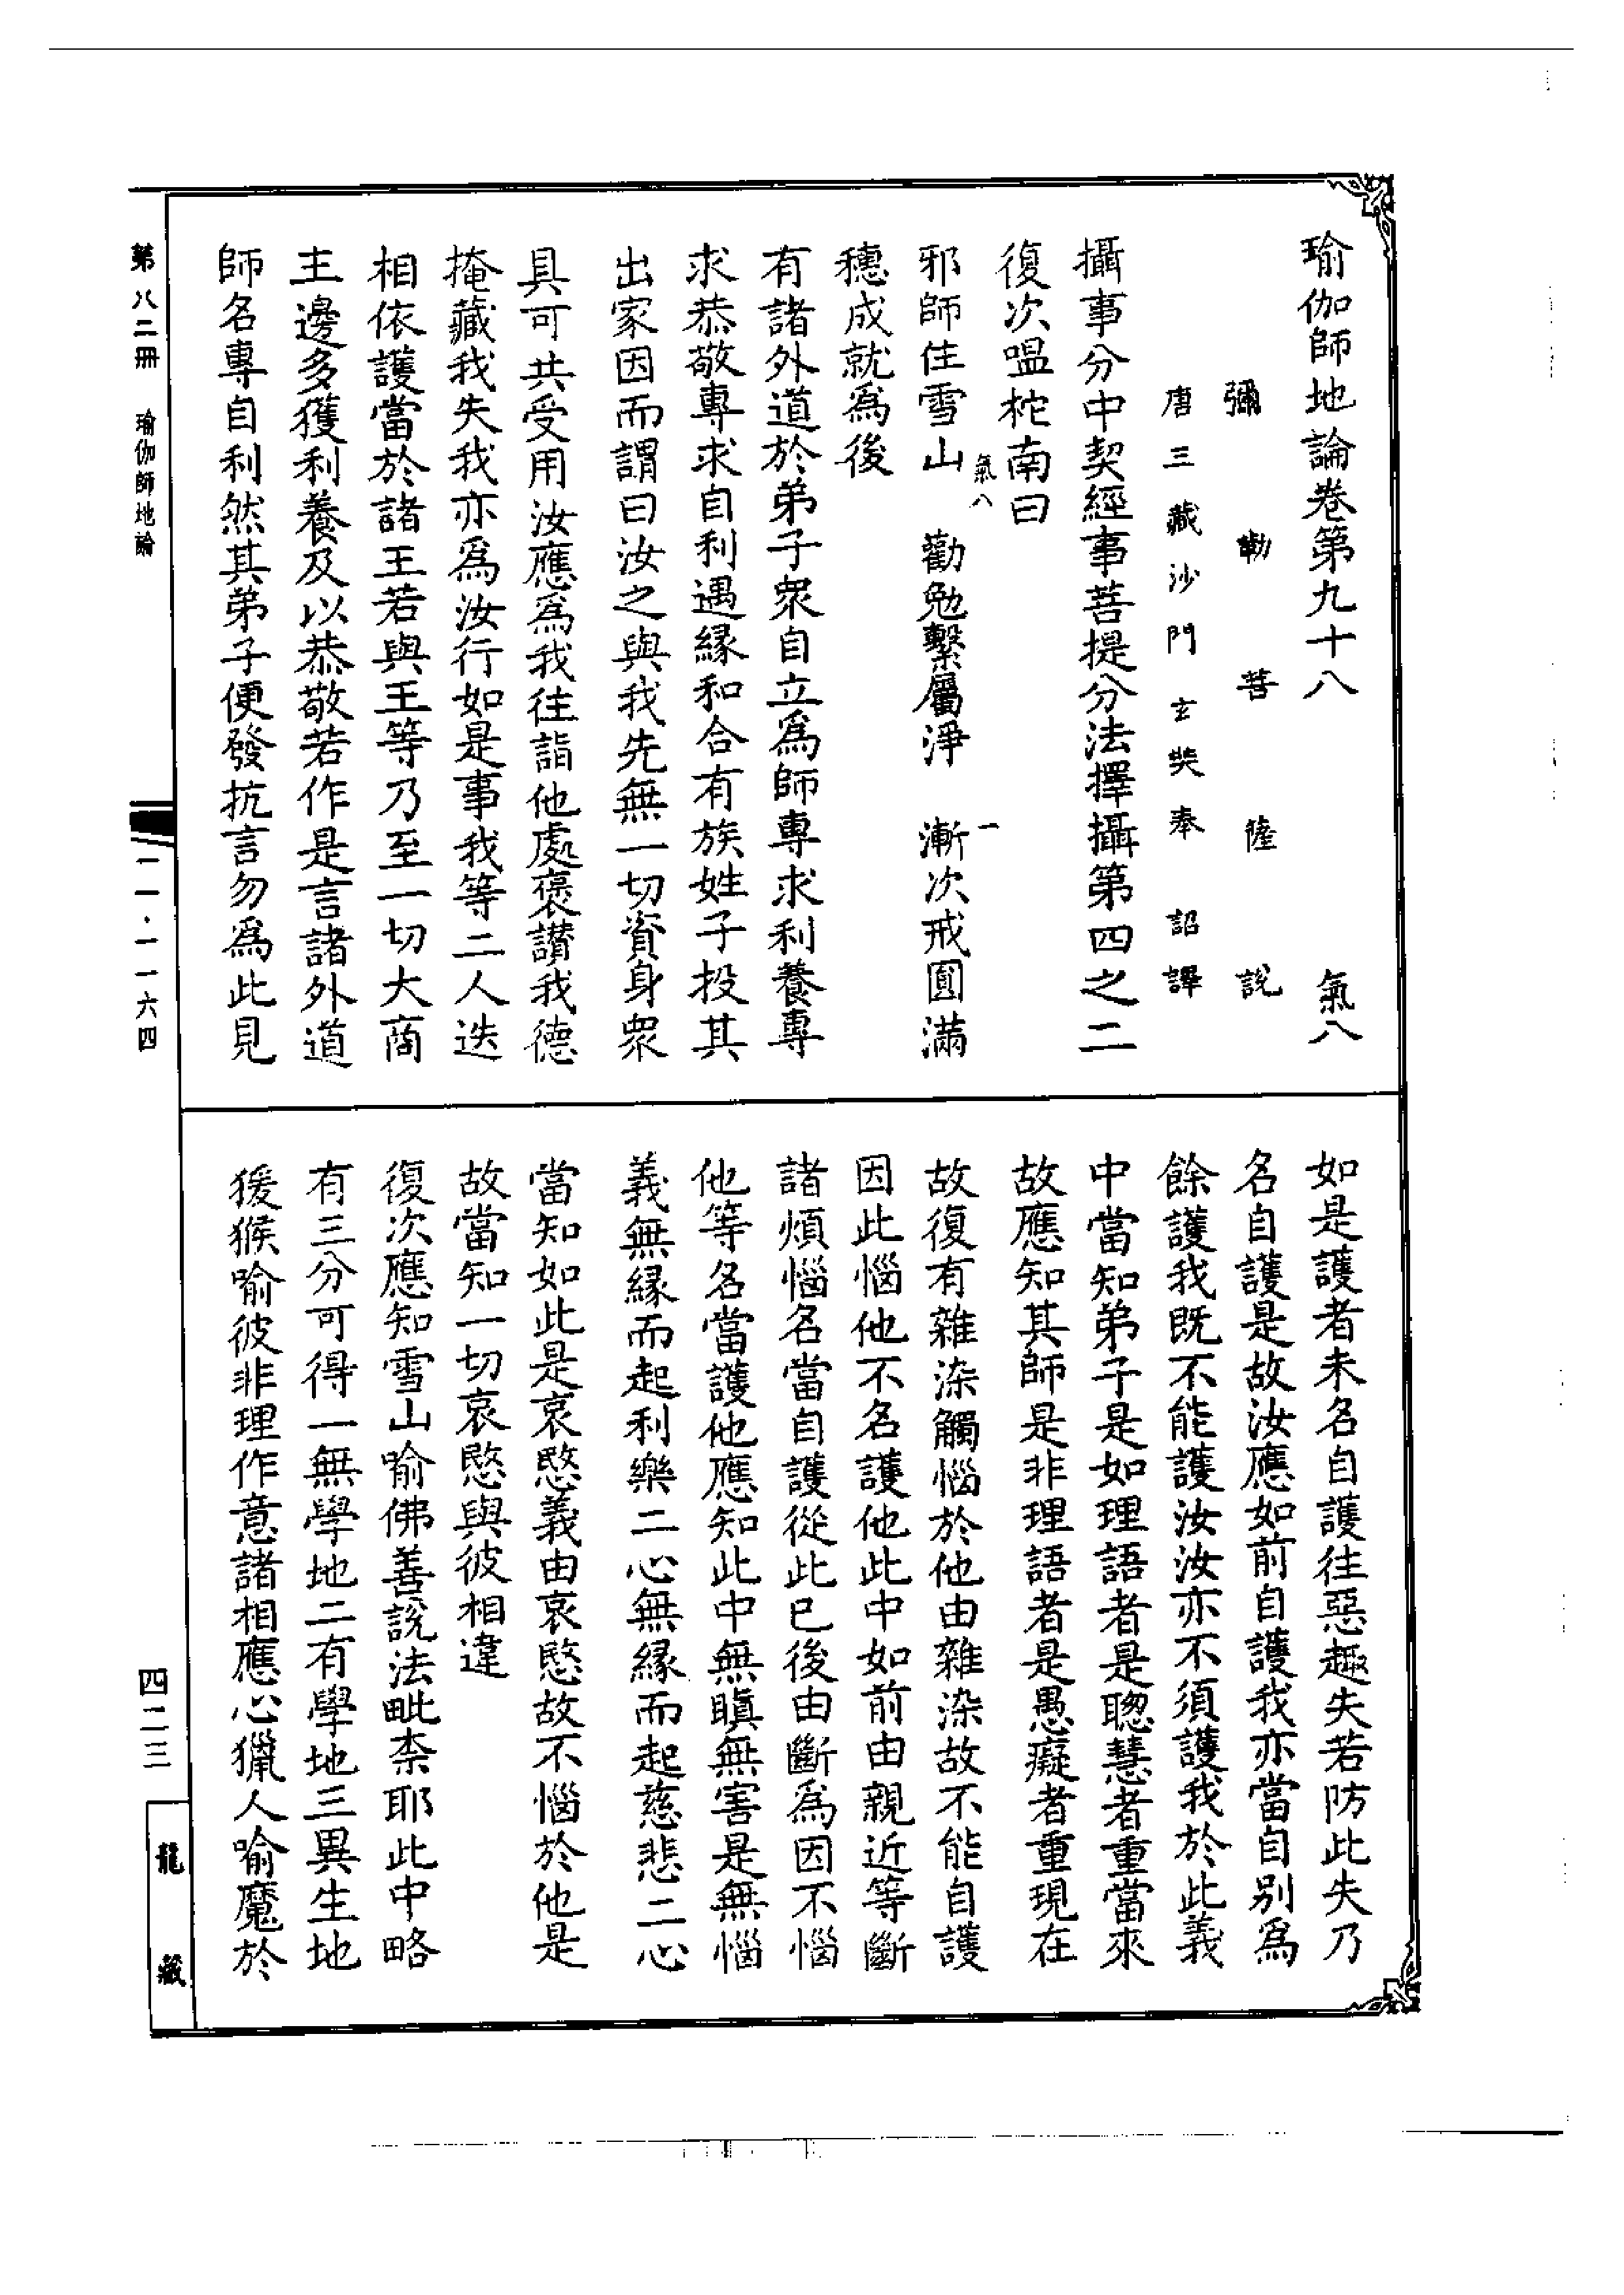 瑜伽師地論卷第九十八　氣八
彌勒菩薩說
唐三藏沙門玄奘奉詔譯
攝事分中契經事菩提分法擇攝第四之二
復次嗢柁南曰
氣八　一
邪師住雪山　勸勉繫屬淨　漸次戒圓滿
穗成就為後
有諸外道於弟子眾自立為師專求利養專
求恭敬專求自利遇緣和合有族姓子投其
出家因而謂曰汝之與我先無一切資身眾
具可共受用汝應為我往詣他處褒讚我德
掩藏我失我亦為汝行如是事我等二人迭
相依護當於諸王若與王等乃至一切大商
主邊多獲利養及以恭敬若作是言諸外道
師名專自利然其弟子便發抗言勿為此見
如是護者未名自護往惡趣失若防此失乃
名自護是故汝應如前自護我亦當自別為
餘護我既不能護汝汝亦不須護我於此義
中當知弟子是如理語者是聰慧者重當來
故應知其師是非理語者是愚癡者重現在
故復有雜染觸惱於他由雜染故不能自護
因此惱他不名護他此中如前由親近等斷
諸煩惱名當自護從此已後由斷為因不惱
他等名當護他應知此中無瞋無害是無惱
義無緣而起利樂二心無緣而起慈悲二心
當知如此是哀愍義由哀愍故不惱於他是
故當知一切哀愍與彼相違
復次應知雪山喻佛善說法毗柰耶此中略
有三分可得一無學地二有學地三異生地
猨猴喻彼非理作意諸相應心獵人喻魔於
第八二冊　瑜伽師地論　一一·一一六四　四二三　龍藏